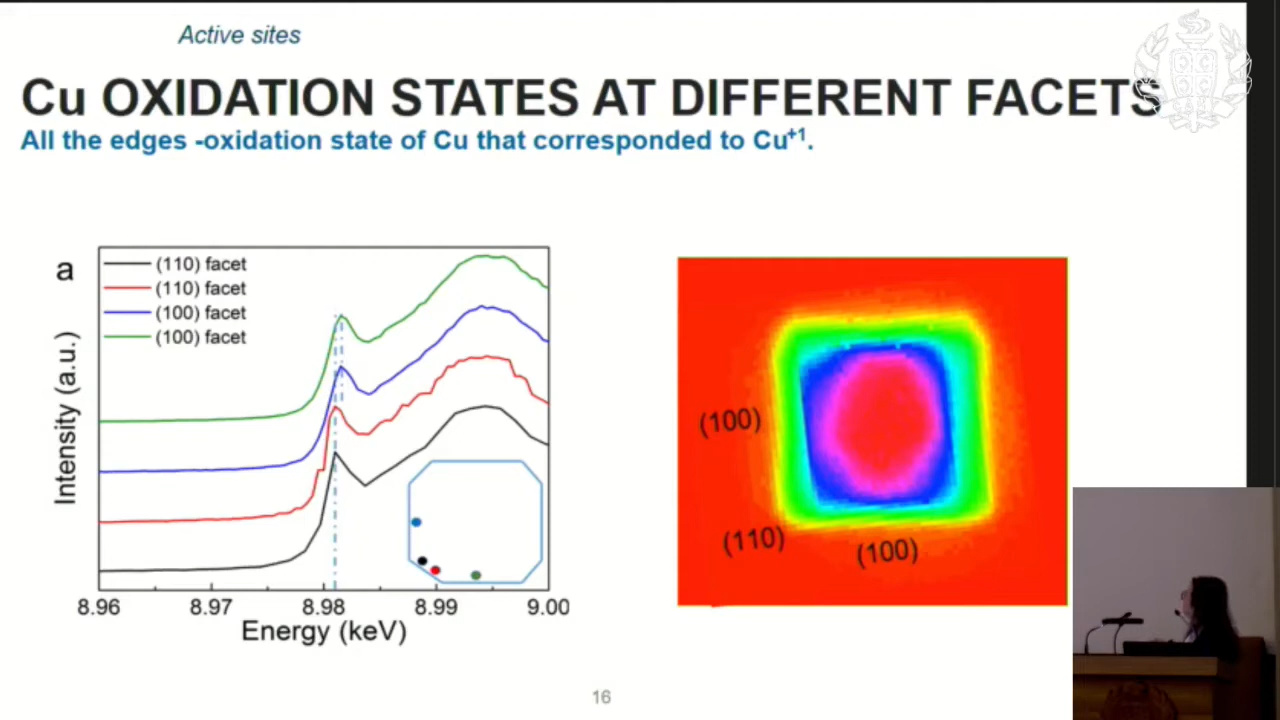 Active sites
Cu OXIDATION STATES AT DIFFERENT FACETS
All the edges -oxidation state of Cu that corresponded to Cu+1.
a
(110) facet
(110) facet
(100) facet
(100) facet
Intensity (a.u.)
8.96 8.97 8.98 8.99 9.00
Energy (keV)
(100)
(110)
(100)
16